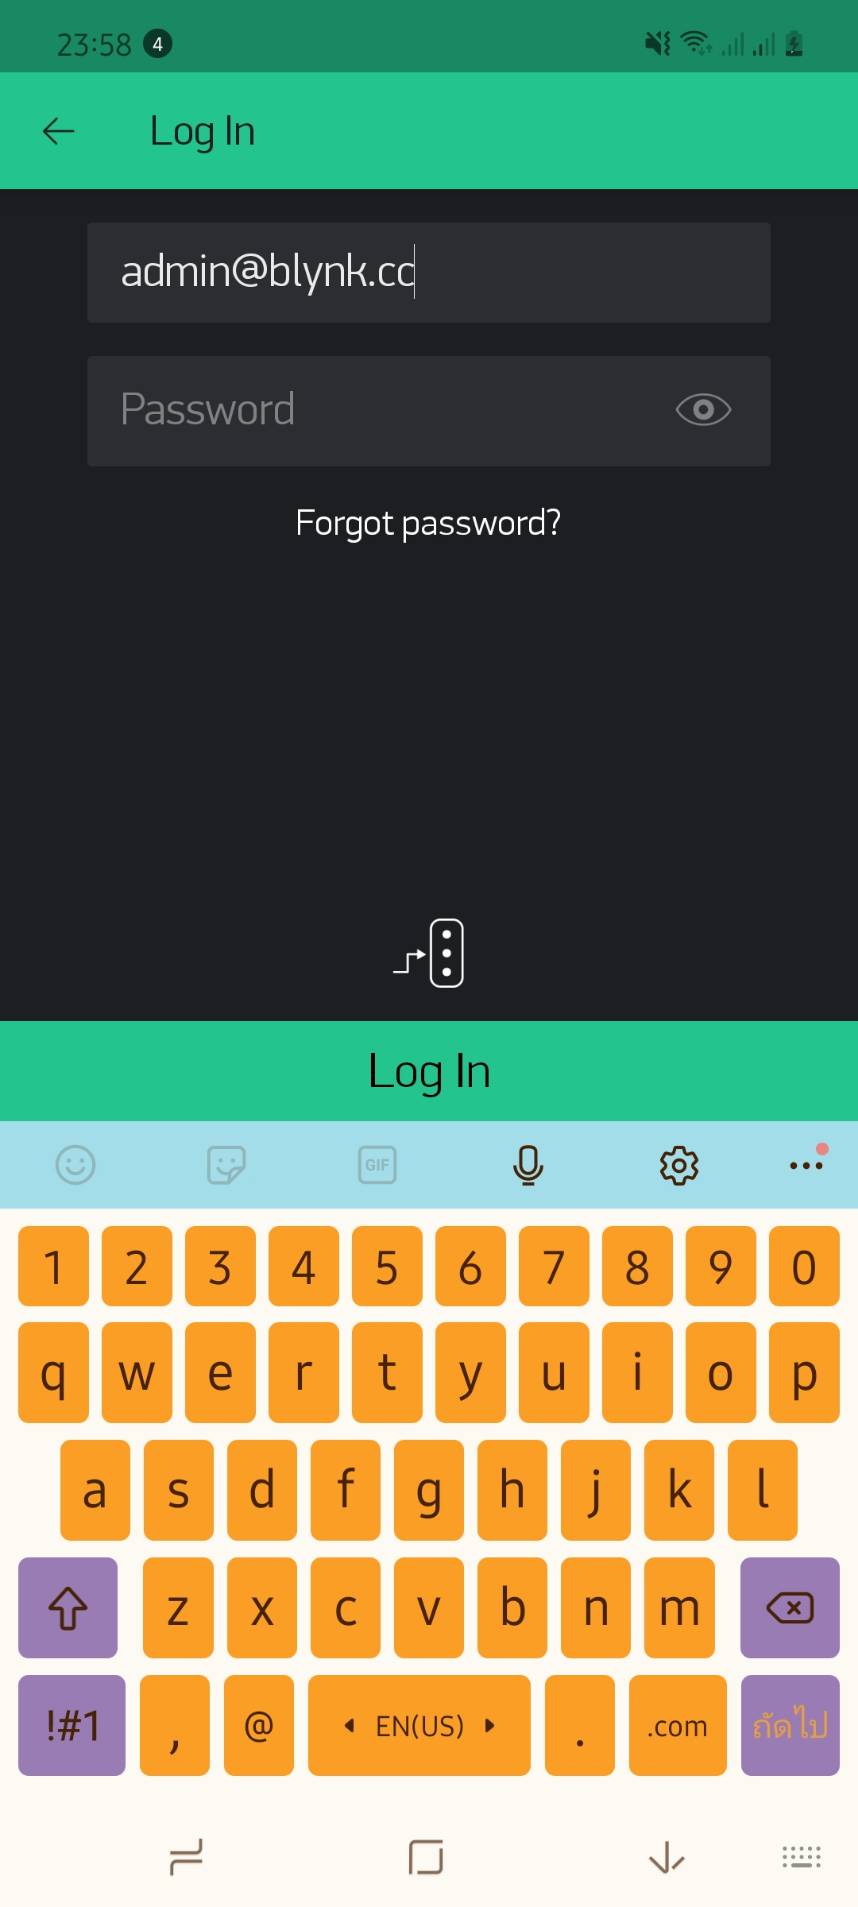 23:58 4
Log In
admin@blynk.cc
Password
Forgot password?
Log In
GIF
1 2 3 4 5 6 7 8 9 0
q w e r t y u i o p
a s d f g h j k l
z x c v b n m
!#1 , @ EN(US) . .com ถัดไป